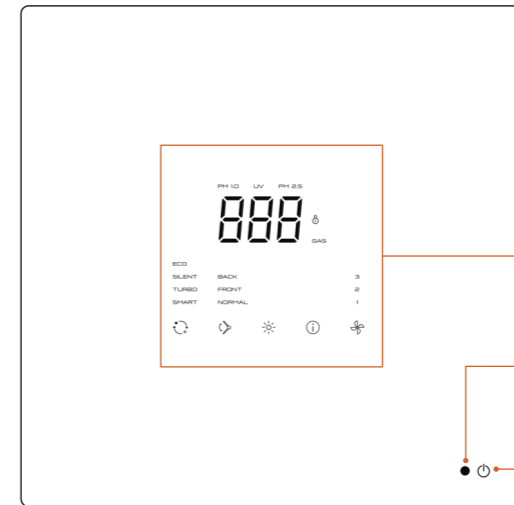 PM 1.0 UV PM 2.5
888
GAS
ECO
SILENT BACK 3
TURBO FRONT 2
SMART NORMAL 1